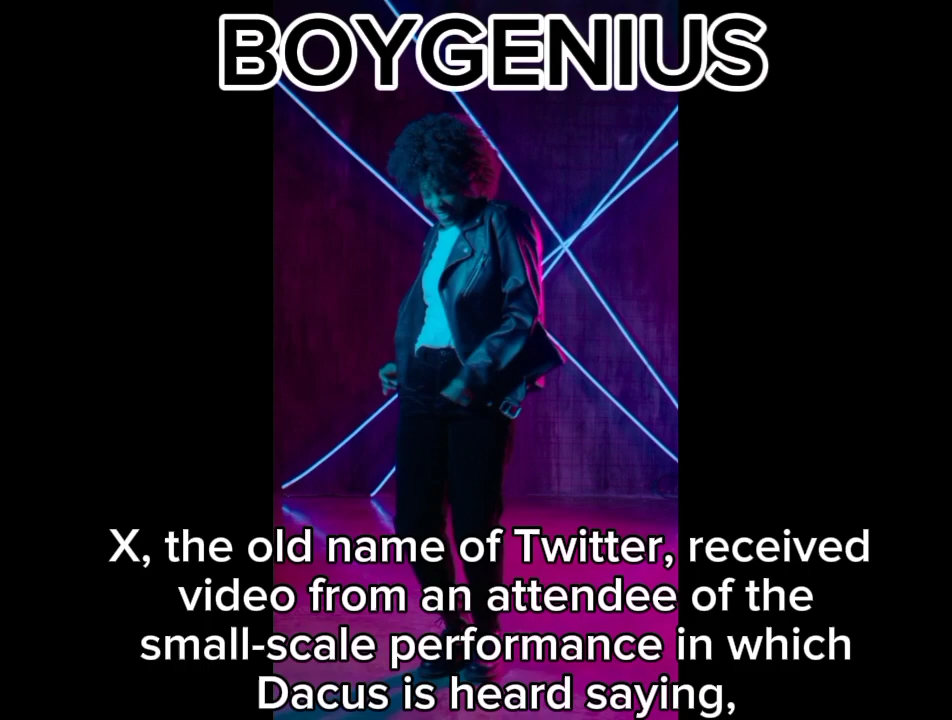 BOYGENIUS
X, the old name of Twitter, received
video from an attendee of the
small-scale performance in which
Dacus is heard saying,